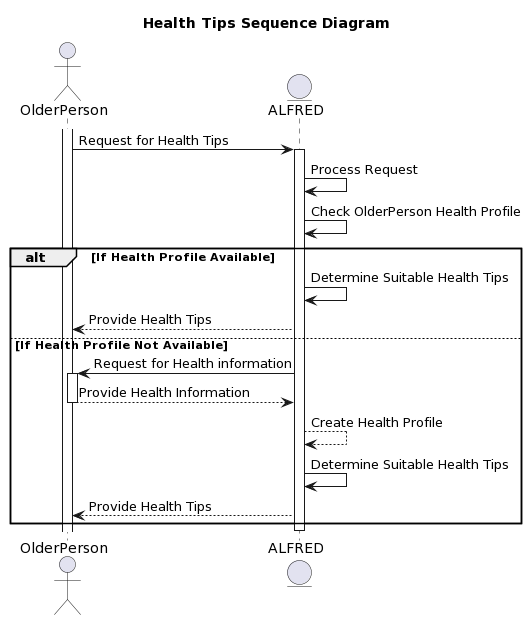 Health Tips Sequence Diagram
OlderPerson
ALFRED
Request for Health Tips
Process Request
Check OlderPerson Health Profile
alt [If Health Profile Available]
Determine Suitable Health Tips
Provide Health Tips
[If Health Profile Not Available]
Request for Health information
Provide Health Information
Create Health Profile
Determine Suitable Health Tips
Provide Health Tips
OlderPerson
ALFRED